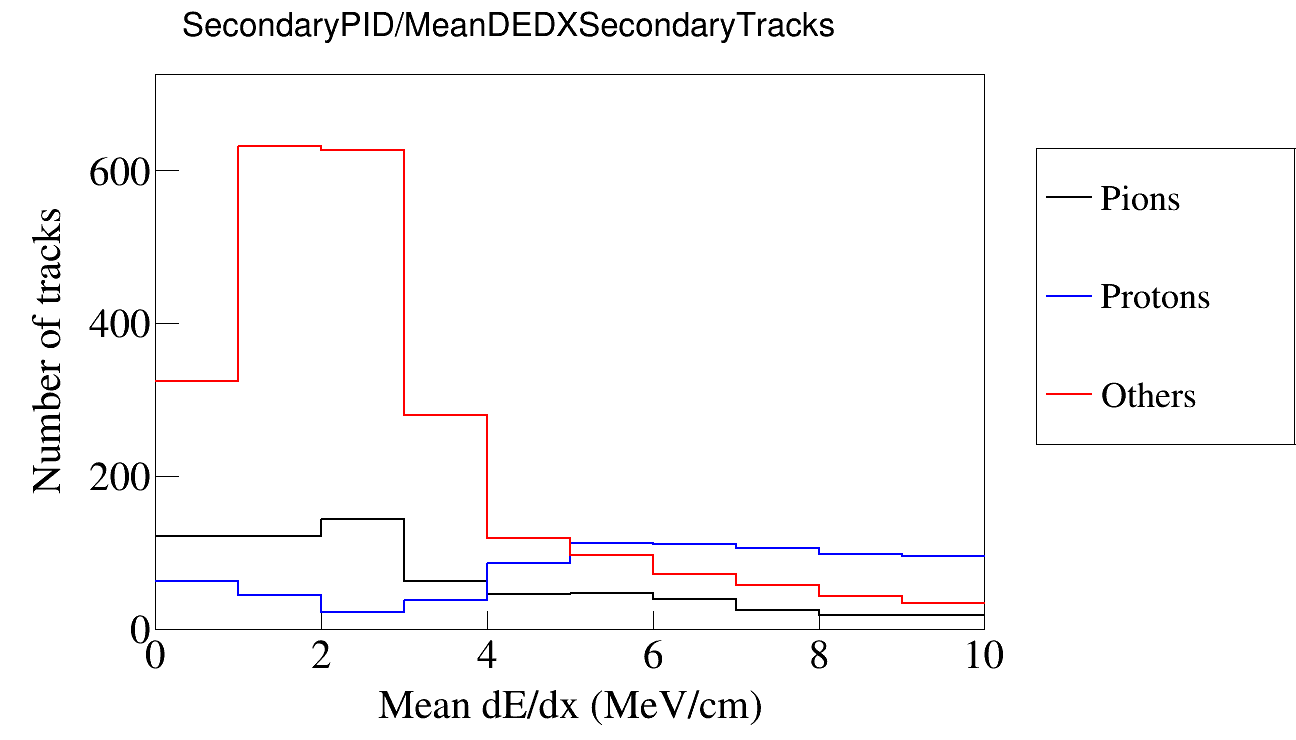 SecondaryPID/MeanDEDXSecondaryTracks
Number of tracks
600
400
200
0
0 2 4 6 8 10
Mean dE/dx (MeV/cm)
Pions
Protons
Others